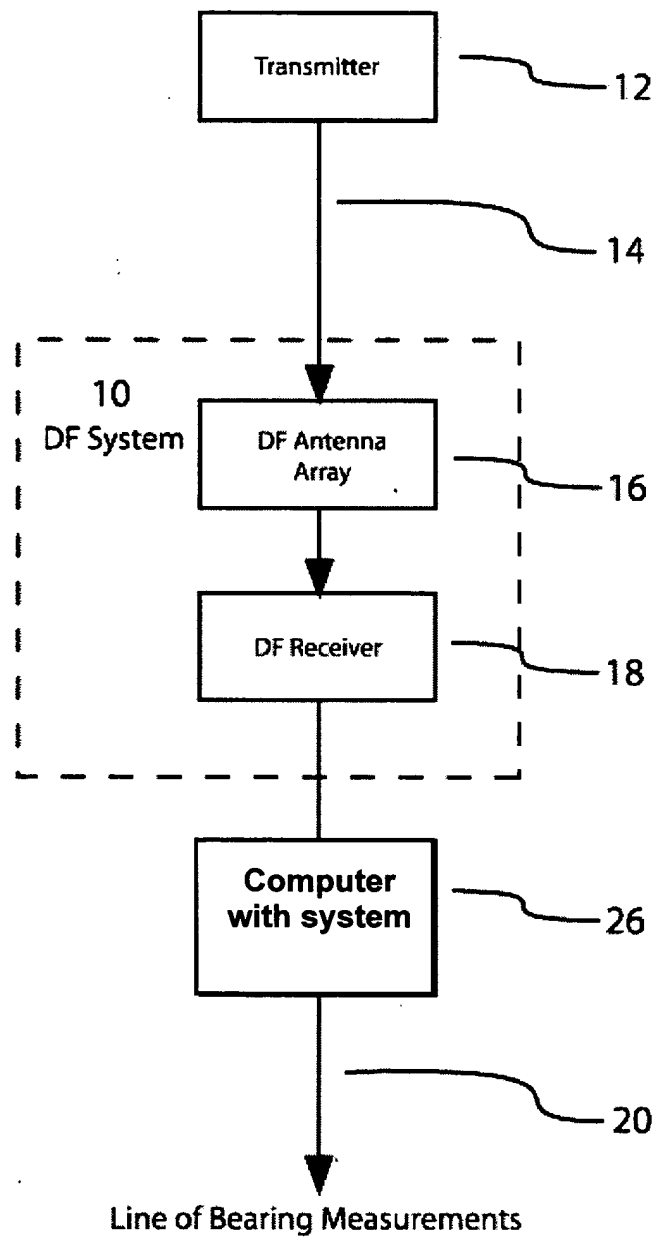 Transmitter
12
14
10
DF System
DF Antenna
Array
16
DF Receiver
18
Computer
with system
26
20
Line of Bearing Measurements